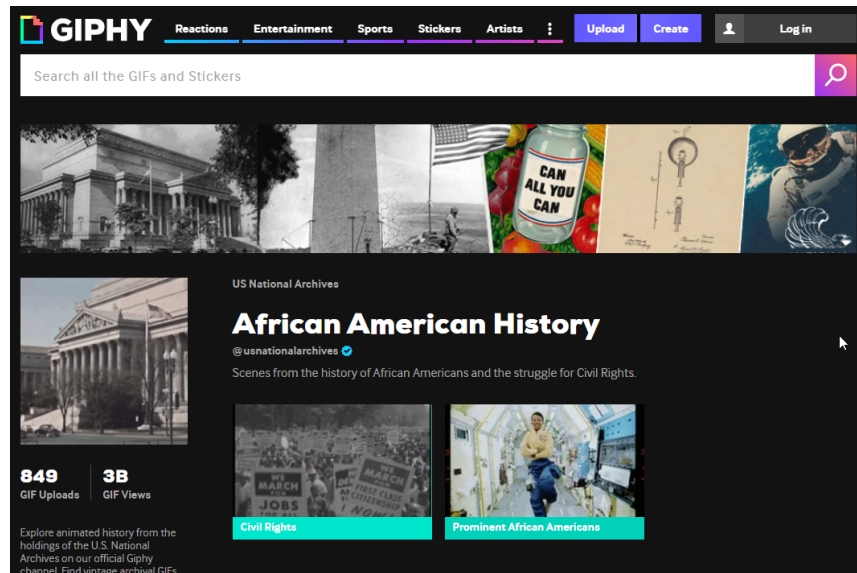 GIPHY
Reactions Entertainment Sports Stickers Artists
Upload Create Log in
Search all the GIFs and Stickers
CAN
ALL YOU
CAN
US National Archives
African American History
@usnationalarchives
Scenes from the history of African Americans and the struggle for Civil Rights.
849 3B
GIF Uploads GIF Views
WE
MARCH
FOR
JOBS
WE
MARCH
FOR
FIRST CLASS
CITIZENSHIP
NOW!
Civil Rights Prominent African Americans
Explore animated history from the
holdings of the U.S. National
Archives on our official Giphy
channel. Find vintage archival GIFs